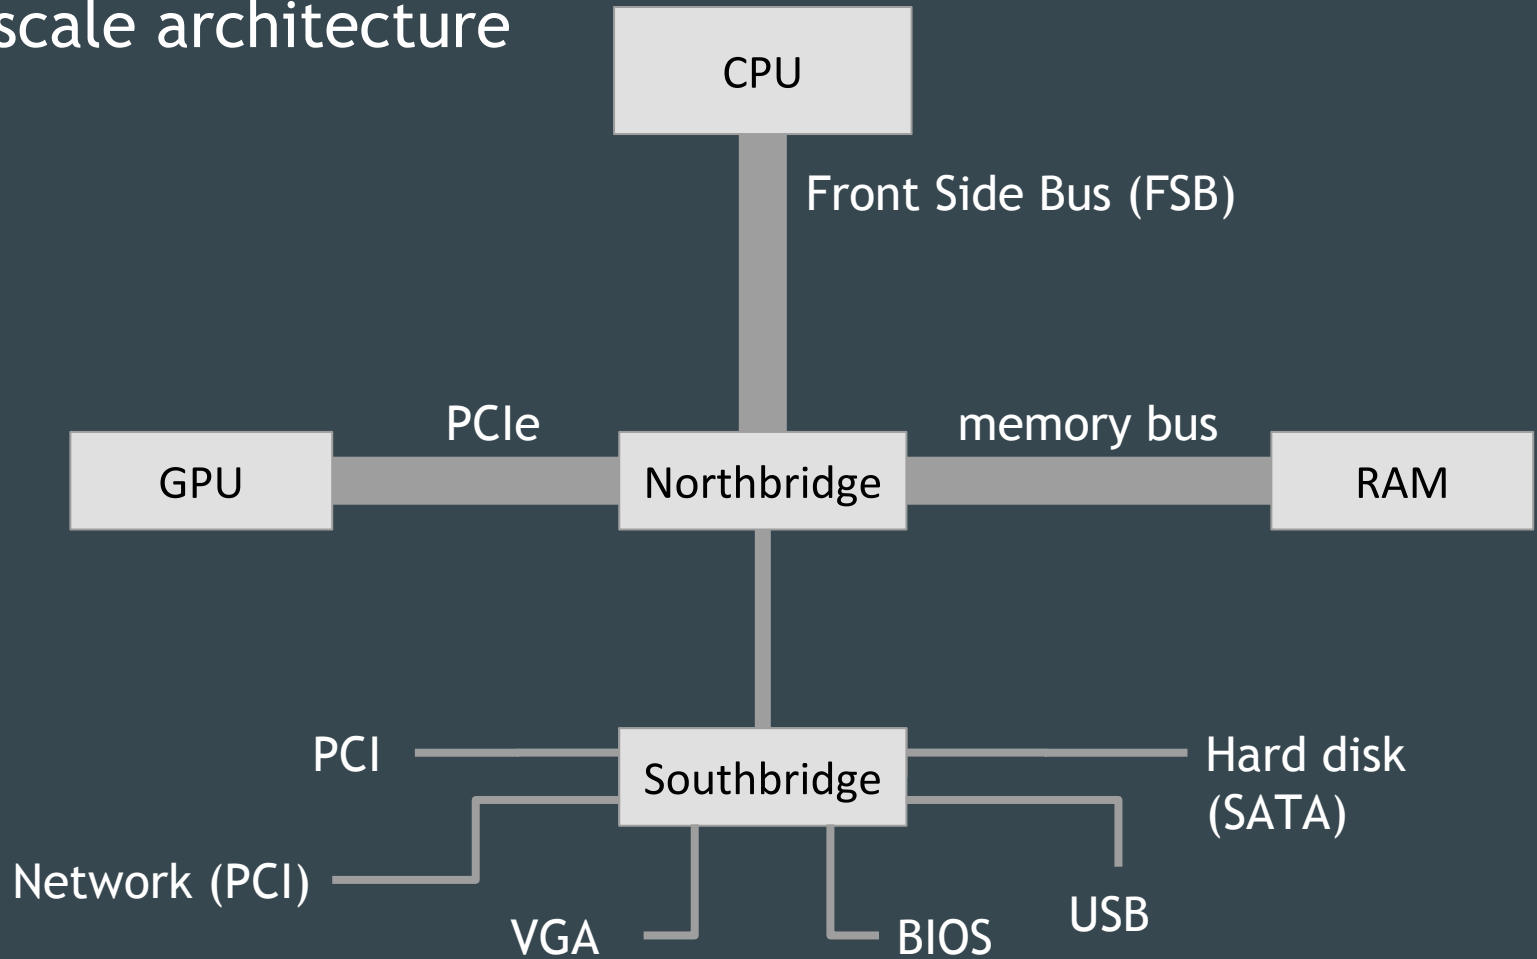 scale architecture
CPU
Front Side Bus (FSB)
PCIe
memory bus
GPU
Northbridge
RAM
PCI
Southbridge
Hard disk
(SATA)
Network (PCI)
VGA
BIOS
USB